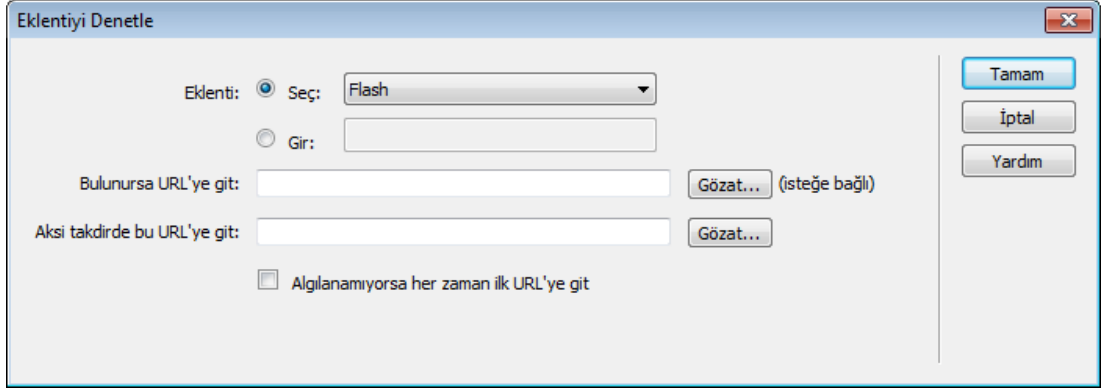 Eklentiyi Denetle
Eklenti: Seç: Flash
Tamam
Gir:
İptal
Yardım
Bulunursa URL'ye git: Gözat... (isteğe bağlı)
Aksi takdirde bu URL'ye git: Gözat...
Algılanamıyorsa her zaman ilk URL'ye git